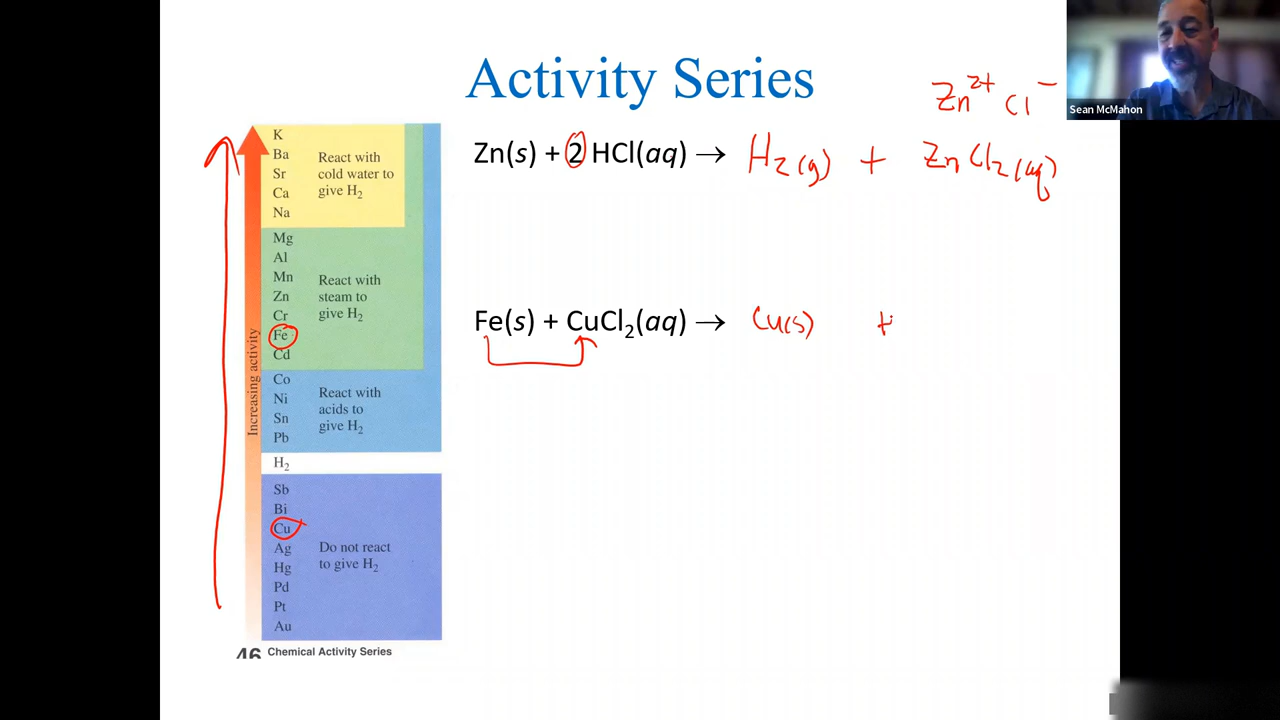 Activity Series
Zn²⁺ Cl⁻
Sean McMahon
Zn(s) + 2 HCl(aq) → H₂(g) + ZnCl₂(aq)
Fe(s) + CuCl₂(aq) → Cu(s) +
Increasing activity
K
Ba
Sr
Ca
Na
React with
cold water to
give H₂
Mg
Al
Mn
Zn
Cr
Fe
Cd
React with
steam to
give H₂
Co
Ni
Sn
Pb
React with
acids to
give H₂
H₂
Sb
Bi
Cu
Ag
Hg
Pd
Pt
Au
Do not react
to give H₂
46 Chemical Activity Series